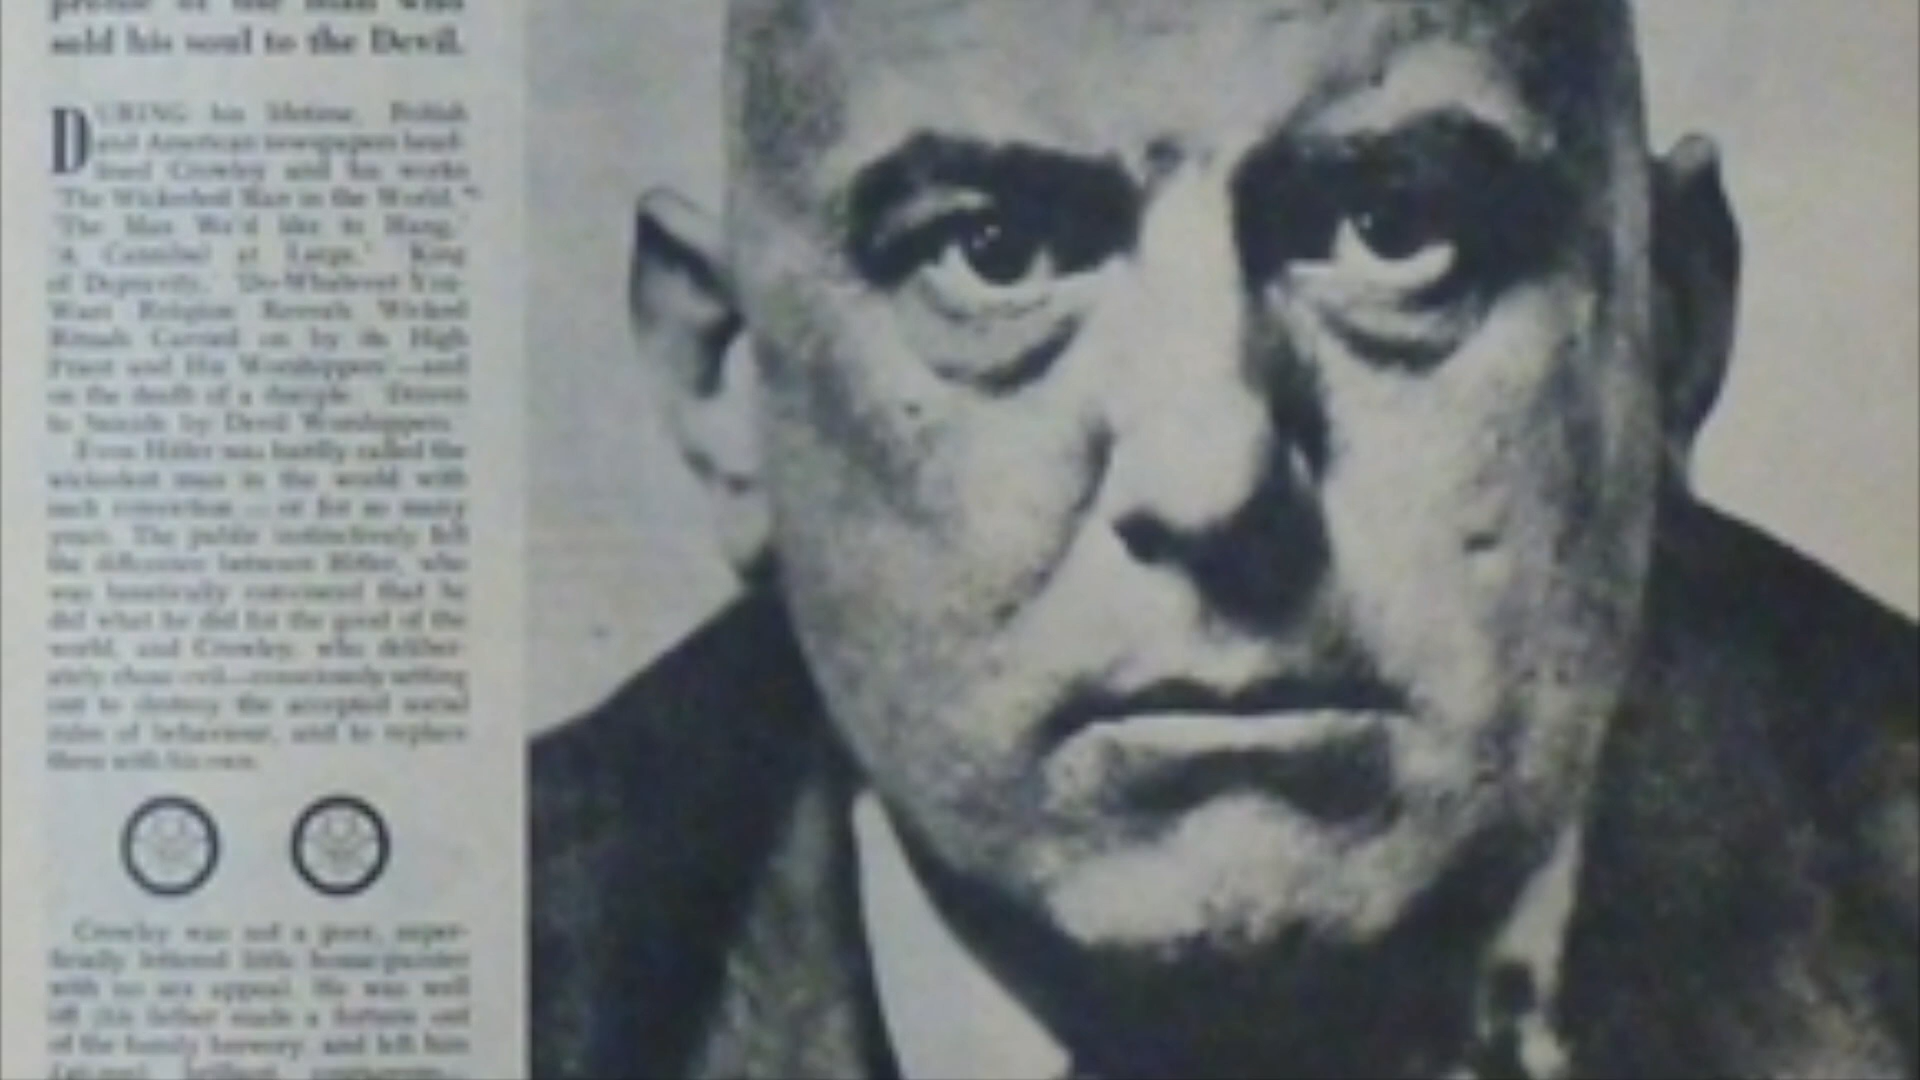 profile of the man who
sold his soul to the Devil.
DURING his lifetime, British
and American newspapers head-
lined Crowley and his works
'The Wickedest Man in the World,'
'The Man We'd like to Hang,'
'A Cannibal at Large,' 'King
of Depravity,' 'Do-Whatever-You-
Want Religion Reveals Wicked
Rituals Carried on by its High
Priest and His Worshippers'—and
on the death of a disciple 'Driven
to Suicide by Devil Worshippers.'
Even Hitler was hardly called the
wickedest man in the world with
such conviction—or for so many
years. The public instinctively felt
the difference between Hitler, who
was fanatically convinced that he
did what he did for the good of the
world, and Crowley, who deliber-
ately chose evil—consciously setting
out to destroy the accepted social
rules of behaviour, and to replace
them with his own.
Crowley was not a poor, super-
ficially lettered little house-painter
with no sex appeal. He was well
off (his father made a fortune out
of the family brewery, and left him
brilliant